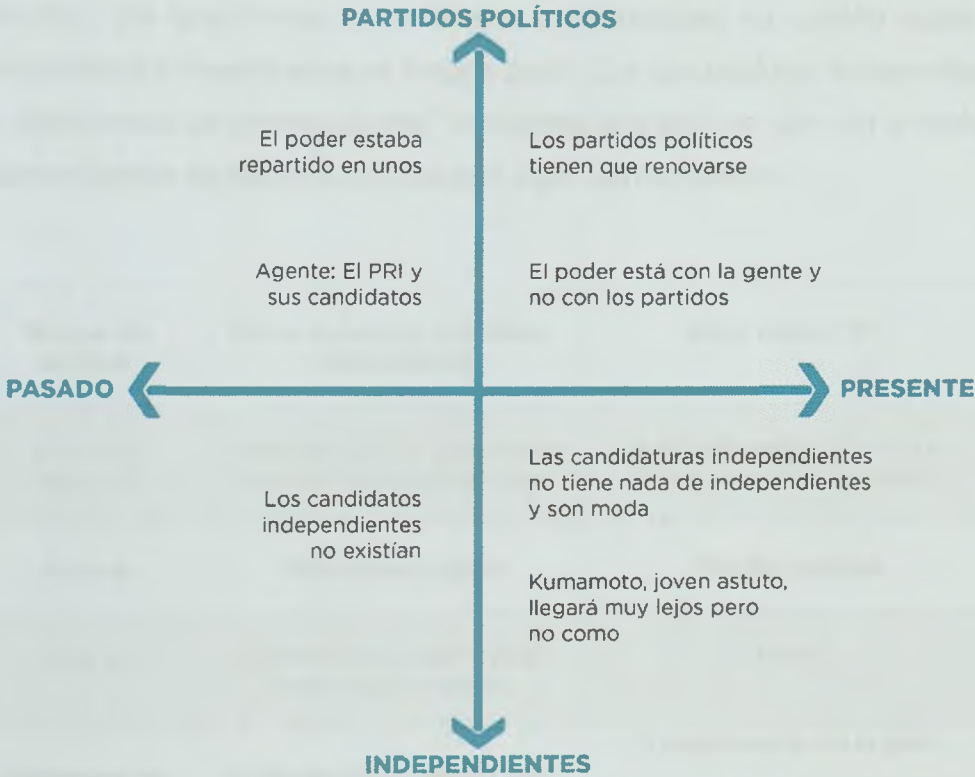 PARTIDOS POLÍTICOS
El poder estaba
repartido en unos
Los partidos políticos
tienen que renovarse
Agente: El PRI y
sus candidatos
El poder está con la gente y
no con los partidos
PASADO
PRESENTE
Los candidatos
independientes
no existían
Las candidaturas independientes
no tiene nada de independientes
y son moda
Kumamoto, joven astuto,
llegará muy lejos pero
no como
INDEPENDIENTES